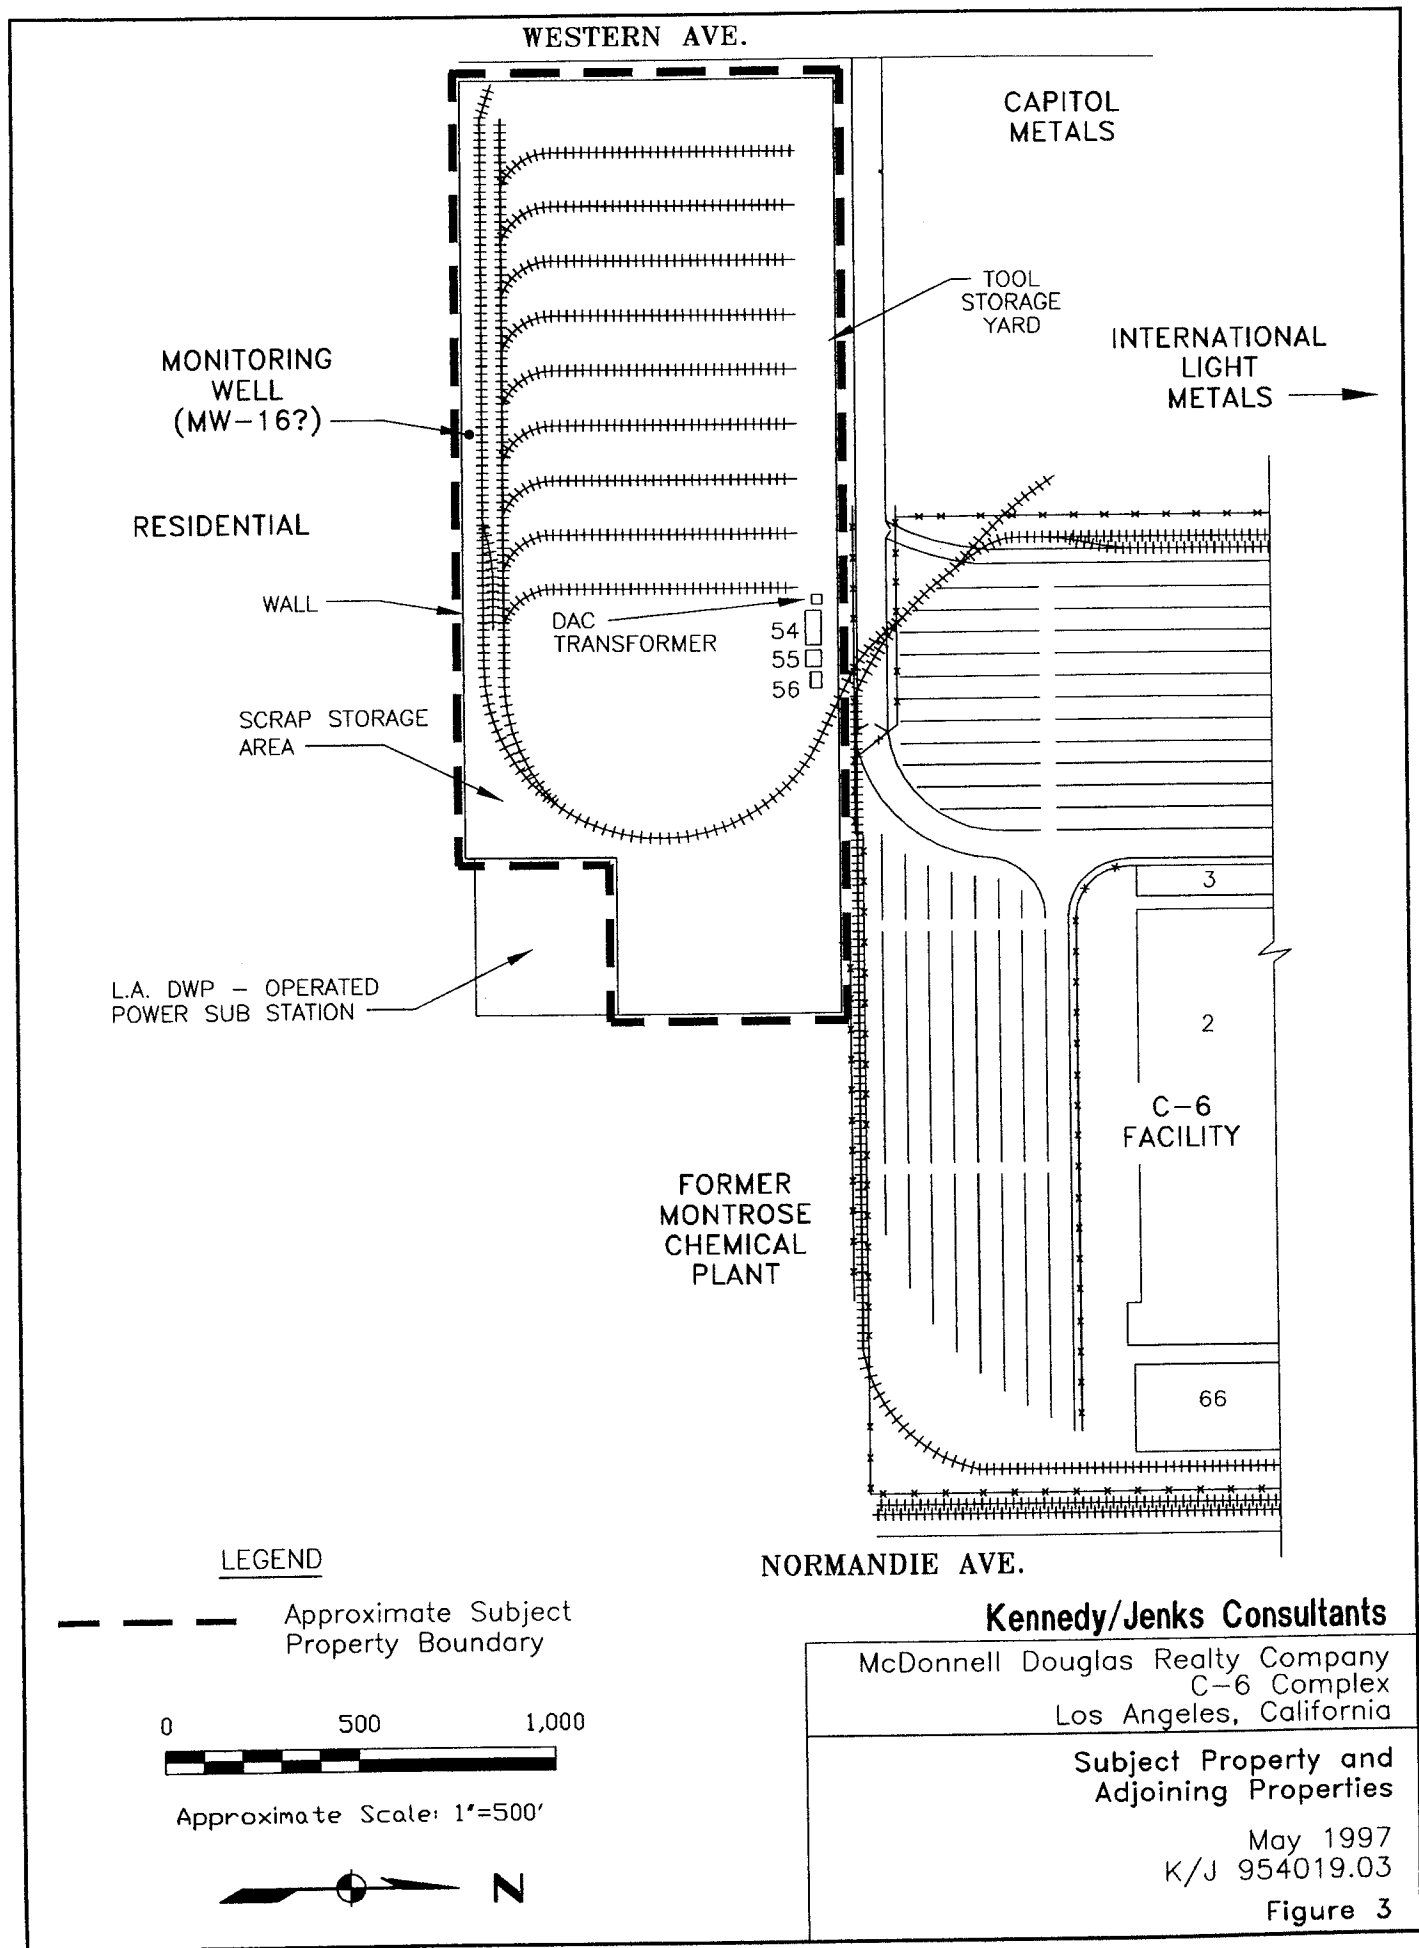 WESTERN AVE.
CAPITOL
METALS
TOOL
STORAGE
YARD
INTERNATIONAL
LIGHT
METALS
MONITORING
WELL
(MW-16?)
RESIDENTIAL
WALL
DAC
TRANSFORMER
54
55
56
SCRAP STORAGE
AREA
3
L.A. DWP - OPERATED
POWER SUB STATION
2
C-6
FACILITY
FORMER
MONTROSE
CHEMICAL
PLANT
66
NORMANDIE AVE.
LEGEND
Approximate Subject
Property Boundary
0 500 1,000
Approximate Scale: 1"=500'
N
Kennedy/Jenks Consultants
McDonnell Douglas Realty Company
C-6 Complex
Los Angeles, California
Subject Property and
Adjoining Properties
May 1997
K/J 954019.03
Figure 3